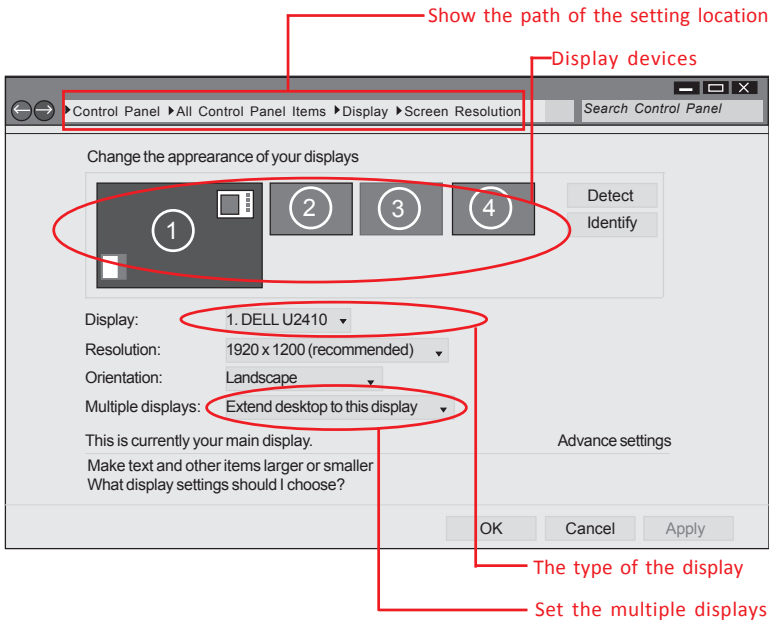 Show the path of the setting location
Display devices
Control Panel All Control Panel Items Display Screen Resolution
Search Control Panel
Change the apprearance of your displays
1
2
3
4
Detect
Identify
Display: 1. DELL U2410
Resolution: 1920 x 1200 (recommended)
Orientation: Landscape
Multiple displays: Extend desktop to this display
This is currently your main display. Advance settings
Make text and other items larger or smaller
What display settings should I choose?
OK Cancel Apply
The type of the display
Set the multiple displays